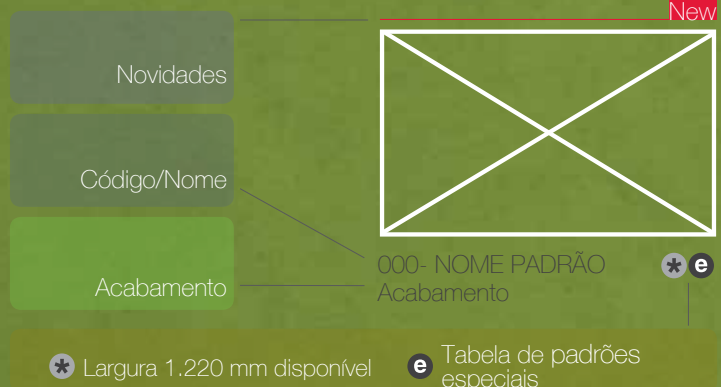 New
Novidades
Código/Nome
Acabamento
000- NOME PADRÃO * e
Acabamento
* Largura 1.220 mm disponível
e Tabela de padrões
especiais